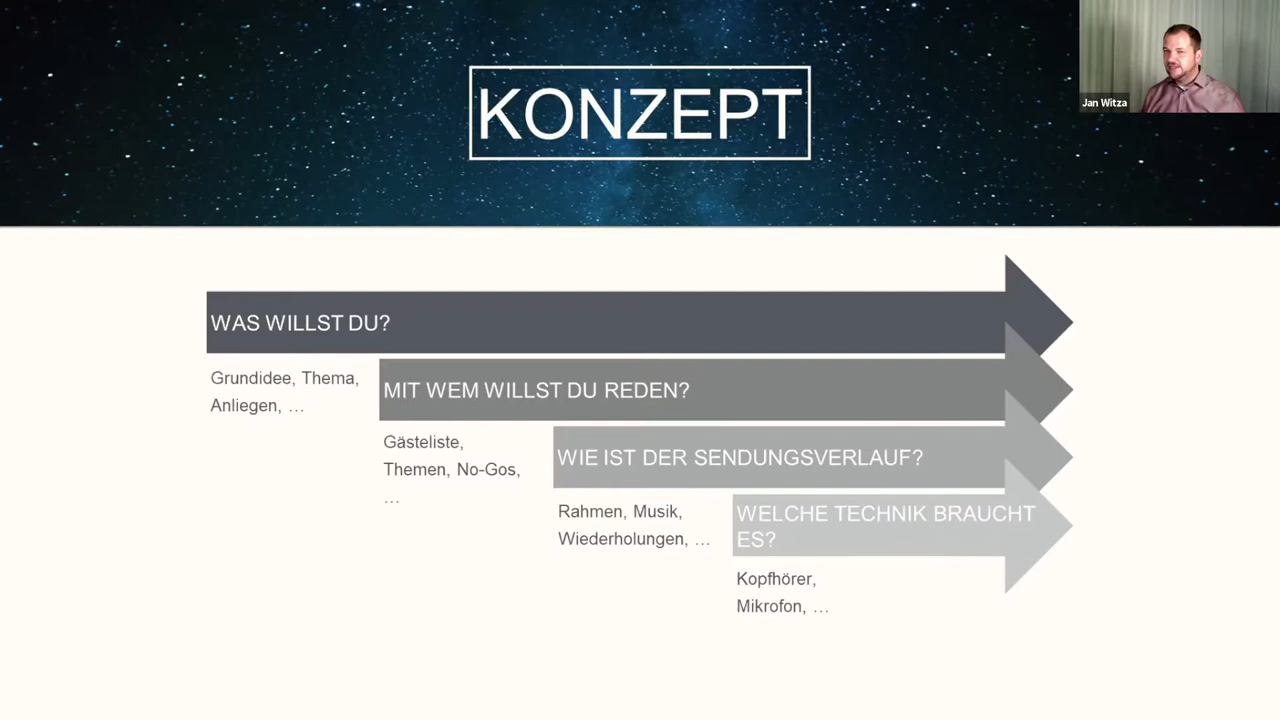 KONZEPT
Jan Witza
WAS WILLST DU?
Grundidee, Thema,
Anliegen, …
MIT WEM WILLST DU REDEN?
Gästeliste,
Themen, No-Gos,
…
WIE IST DER SENDUNGSVERLAUF?
Rahmen, Musik,
Wiederholungen, …
WELCHE TECHNIK BRAUCHT
ES?
Kopfhörer,
Mikrofon, …